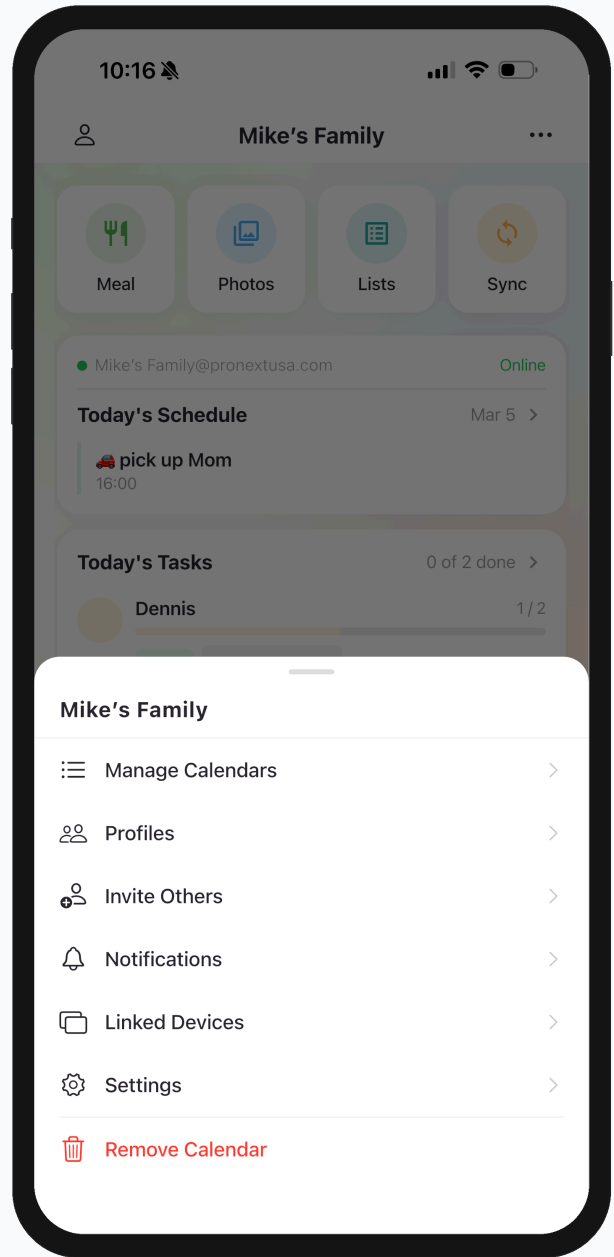 10:16
Mike's Family
Meal
Photos
Lists
Sync
Mike's Family@pronextusa.com
Online
Today's Schedule
Mar 5
🚗 pick up Mom
16:00
Today's Tasks
0 of 2 done
Dennis
1 / 2
Mike's Family
Manage Calendars
Profiles
Invite Others
Notifications
Linked Devices
Settings
Remove Calendar